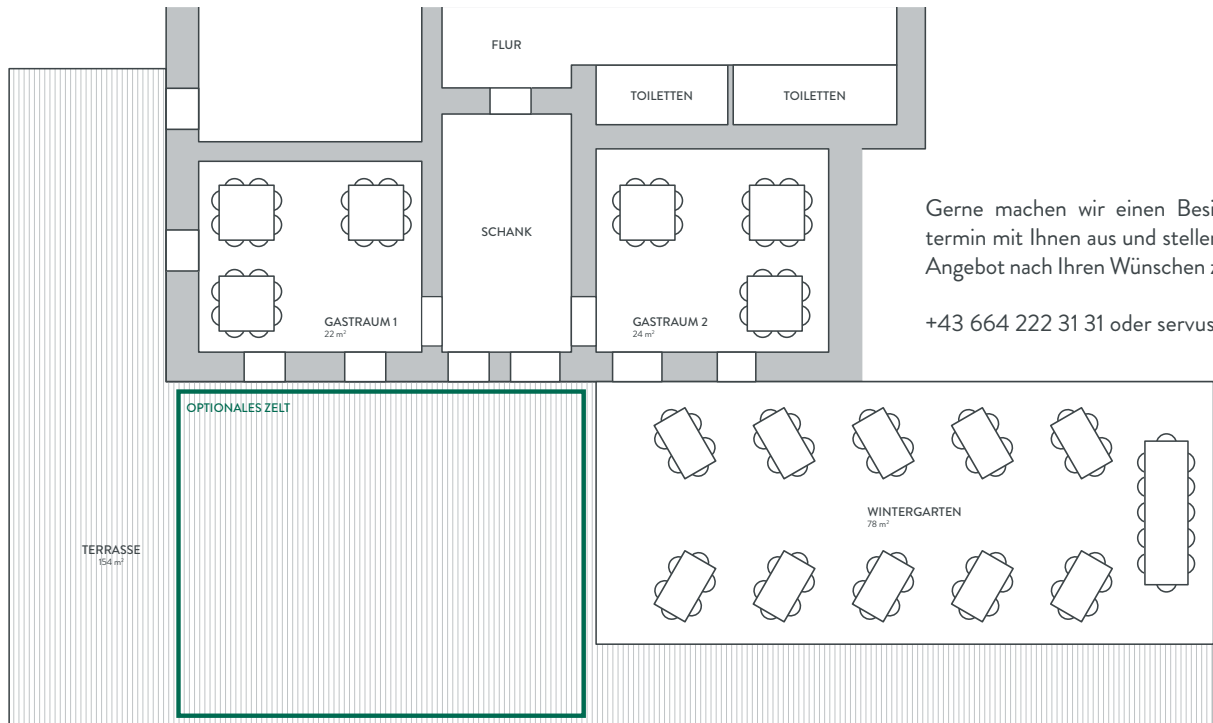 FLUR
TOILETTEN
TOILETTEN
SCHANK
GASTRAUM 1
22 m²
GASTRAUM 2
24 m²
Gerne machen wir einen Besi
termin mit Ihnen aus und stellen
Angebot nach Ihren Wünschen z
+43 664 222 31 31 oder servus
OPTIONALES ZELT
TERRASSE
154 m²
WINTERGARTEN
78 m²